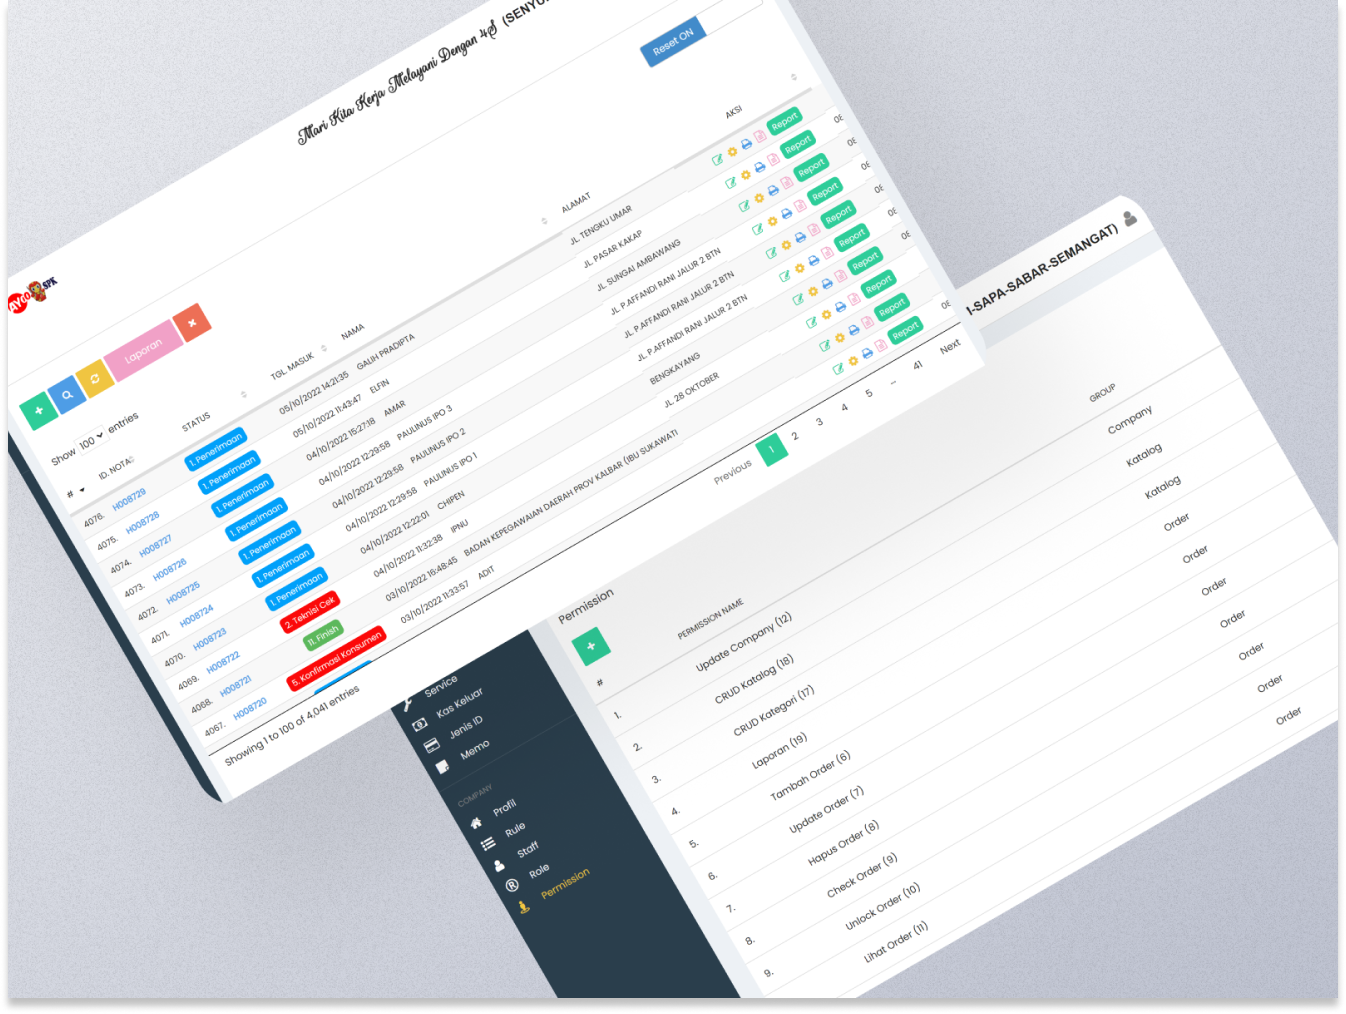 Mari Kita Kerja Melayani Dengan 4S (SENYU
Reset ON
SPK
Laporan
Show 100 entries
# ID. NOTA STATUS TGL. MASUK NAMA ALAMAT AKSI
4076. H008729 1. Penerimaan 05/10/2022 14:21:35 GALIH PRADIPTA JL. TENGKU UMAR Report 08
4075. H008728 1. Penerimaan 05/10/2022 11:43:47 ELFIN JL. PASAR KAKAP Report 08
4074. H008727 1. Penerimaan 04/10/2022 15:27:18 AMAR JL. SUNGAI AMBAWANG Report 08
4073. H008726 1. Penerimaan 04/10/2022 12:29:58 PAULINUS IPO 3 JL. P.AFFANDI RANI JALUR 2 BTN Report 08
4072. H008725 1. Penerimaan 04/10/2022 12:29:58 PAULINUS IPO 2 JL. P.AFFANDI RANI JALUR 2 BTN Report 08
4071. H008724 1. Penerimaan 04/10/2022 12:29:58 PAULINUS IPO 1 JL. P.AFFANDI RANI JALUR 2 BTN Report 08
4070. H008723 1. Penerimaan 04/10/2022 12:22:01 CHIPEN BENGKAYANG Report
4069. H008722 2. Teknisi Cek 04/10/2022 11:32:38 IPNU JL. 28 OKTOBER Report
4068. H008721 11. Finish 03/10/2022 16:48:45 BADAN KEPEGAWAIAN DAERAH PROV KALBAR (IBU SUKAWATI) Report 08
4067. H008720 5. Konfirmasi Konsumen 03/10/2022 11:33:57 ADIT Report
Showing 1 to 100 of 4,041 entries
Previous 1 2 3 4 5 ... 41 Next
I-SAPA-SABAR-SEMANGAT)
Service
Kas Keluar
Jenis ID
Memo
COMPANY
Profil
Rule
Staff
Role
Permission
Permission
# PERMISSION NAME GROUP
1. Update Company (12) Company
2. CRUD Katalog (18) Katalog
3. CRUD Kategori (17) Katalog
4. Laporan (19) Order
5. Tambah Order (6) Order
6. Update Order (7) Order
7. Hapus Order (8) Order
8. Check Order (9) Order
9. Unlock Order (10) Order
Lihat Order (11) Order